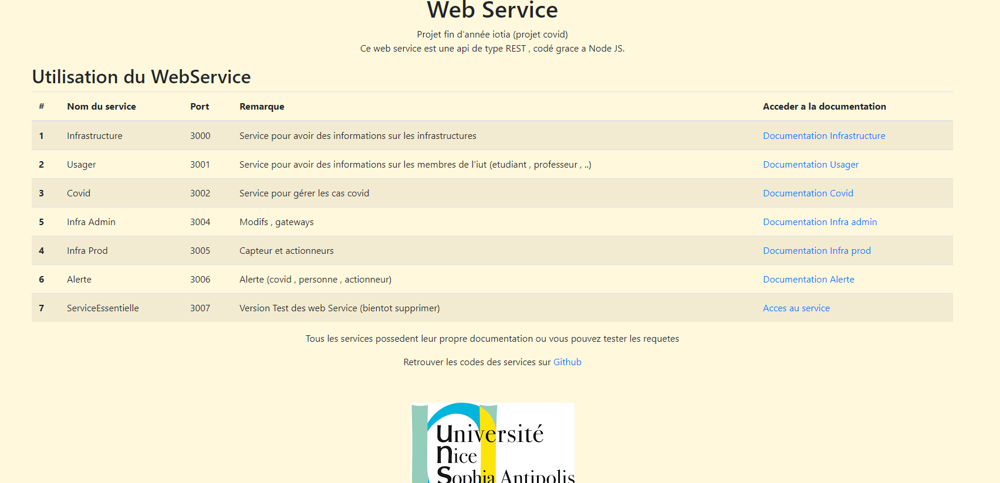 Web Service
Projet fin d'année iotia (projet covid)
Ce web service est une api de type REST , codé grace a Node JS.
Utilisation du WebService
# Nom du service Port Remarque Acceder a la documentation
1 Infrastructure 3000 Service pour avoir des informations sur les infrastructures Documentation Infrastructure
2 Usager 3001 Service pour avoir des informations sur les membres de l'iut (etudiant , professeur , ..) Documentation Usager
3 Covid 3002 Service pour gérer les cas covid Documentation Covid
5 Infra Admin 3004 Modifs , gateways Documentation Infra admin
4 Infra Prod 3005 Capteur et actionneurs Documentation Infra prod
6 Alerte 3006 Alerte (covid , personne , actionneur) Documentation Alerte
7 ServiceEssentielle 3007 Version Test des web Service (bientot supprimer) Acces au service
Tous les services possedent leur propre documentation ou vous pouvez tester les requetes
Retrouver les codes des services sur Github
université
nice
Sophia Antipolis